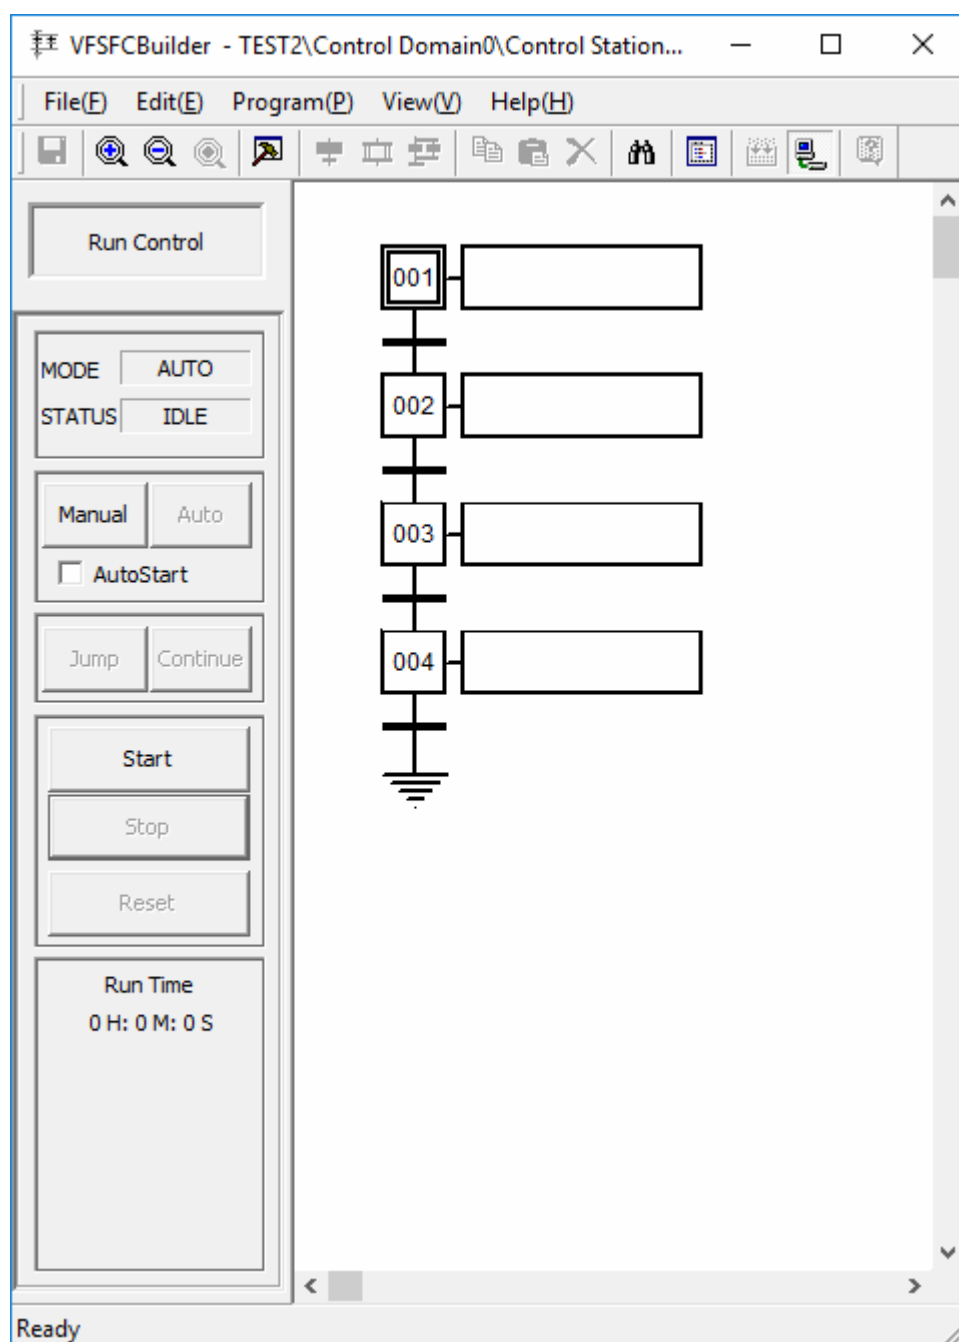 VFSFCBuilder - TEST2\Control Domain0\Control Station...
File(F) Edit(E) Program(P) View(V) Help(H)
Run Control
MODE AUTO
STATUS IDLE
Manual Auto
AutoStart
Jump Continue
Start
Stop
Reset
Run Time
0 H: 0 M: 0 S
001
002
003
004
Ready